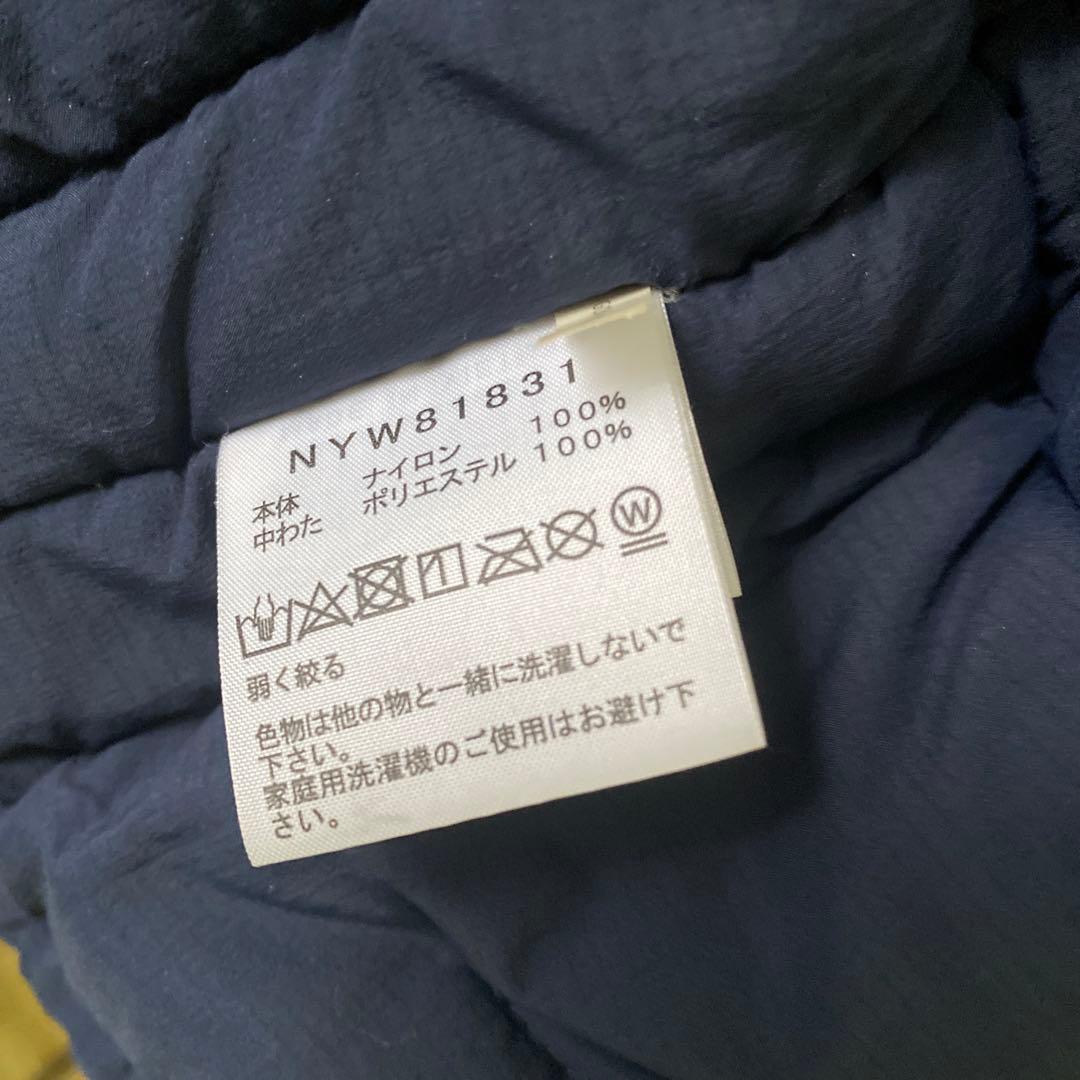 NYW81831
本体 ナイロン 100%
中わた ポリエステル 100%
W
弱く絞る
色物は他の物と一緒に洗濯しないで
下さい。
家庭用洗濯機のご使用はお避け下
さい。